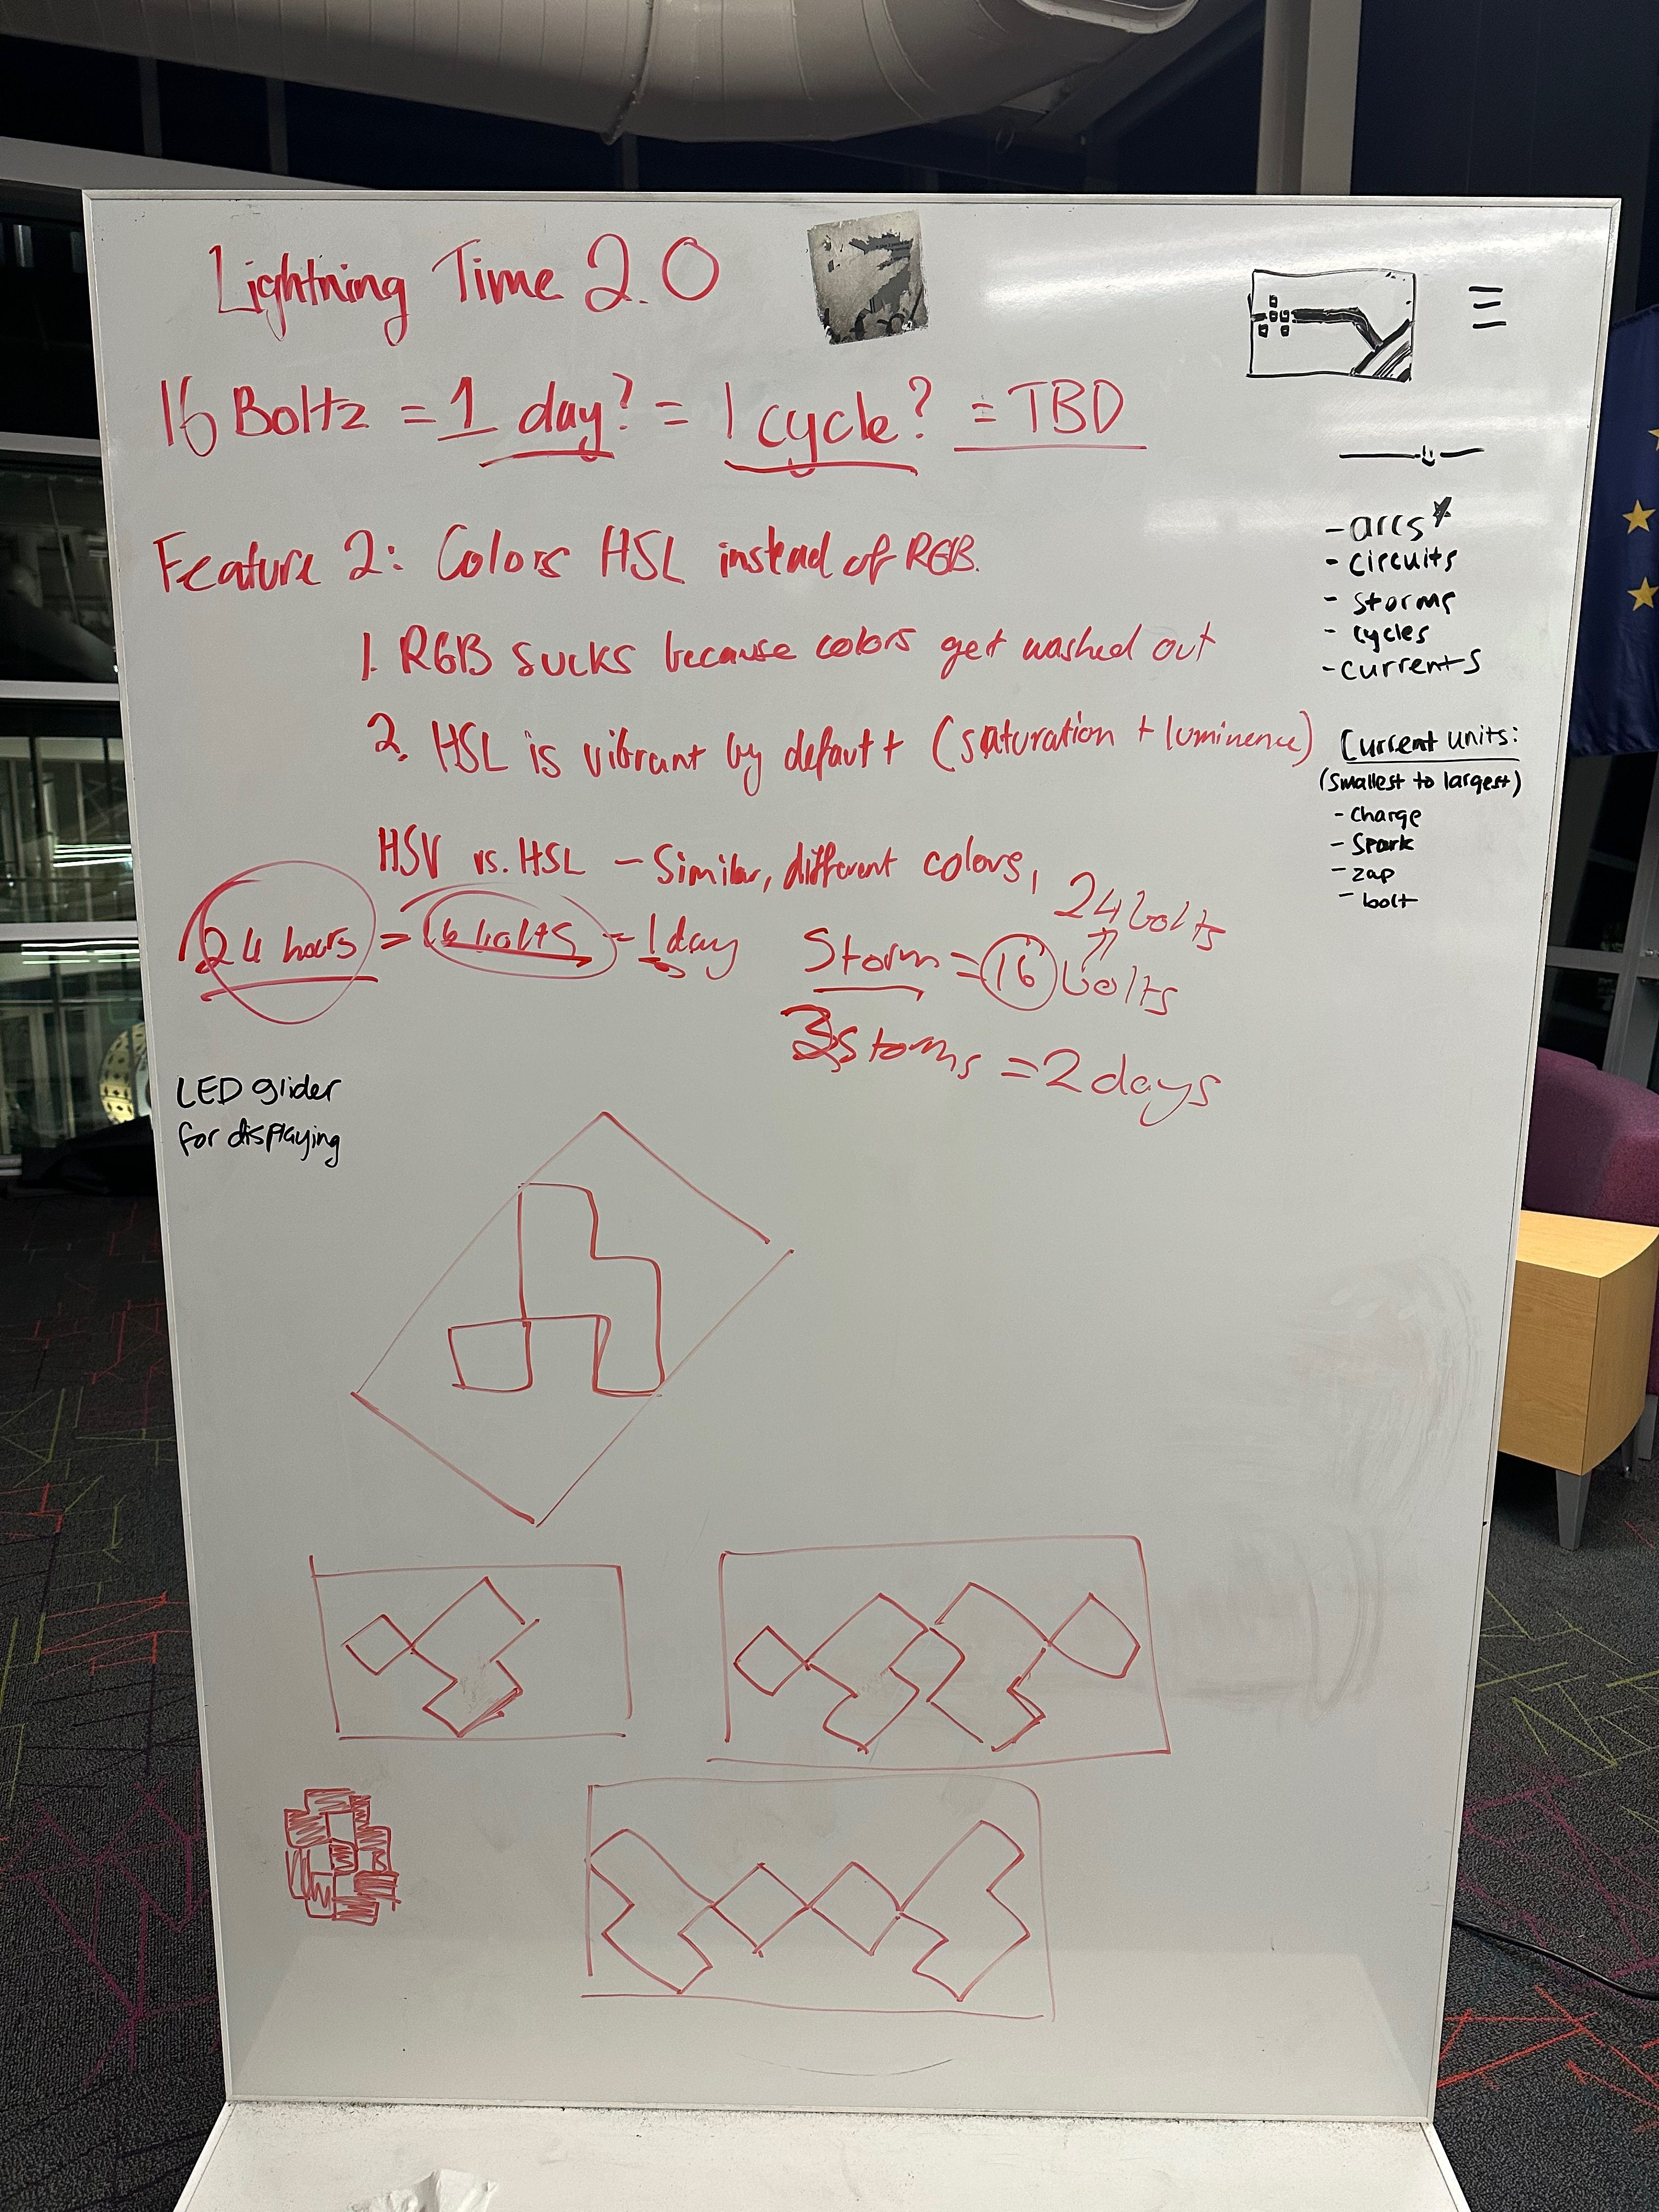 Lightning Time 2.0
16 Boltz = 1 day? = 1 cycle? = TBD
Feature 2: Colors HSL instead of RGB.
1. RGB sucks because colors get washed out
2. HSL is vibrant by defaut + (saturation + luminence)
HSV vs. HSL - Similar, different colors,
24 hours = 16 bolts = 1 day
24 bolts
Storm = 16 bolts
3 Storms = 2 days
- arcs*
- circuits
- storms
- cycles
- currents
Current units:
(smallest to largest)
- Charge
- Spark
- zap
- bolt
LED glider
for displaying